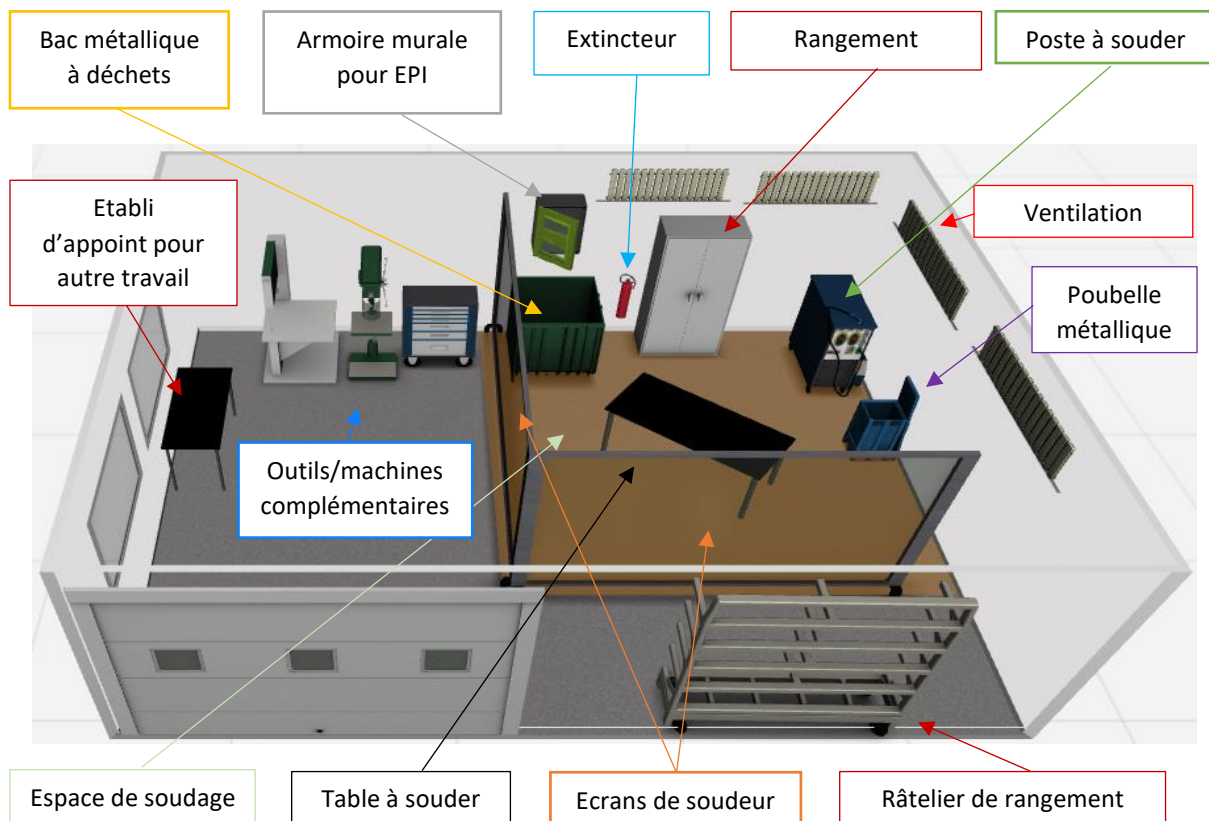 Bac métallique
à déchets
Armoire murale
pour EPI
Extincteur
Rangement
Poste à souder
Etabli
d’appoint pour
autre travail
Ventilation
Poubelle
métallique
Outils/machines
complémentaires
Espace de soudage
Table à souder
Ecrans de soudeur
Râtelier de rangement